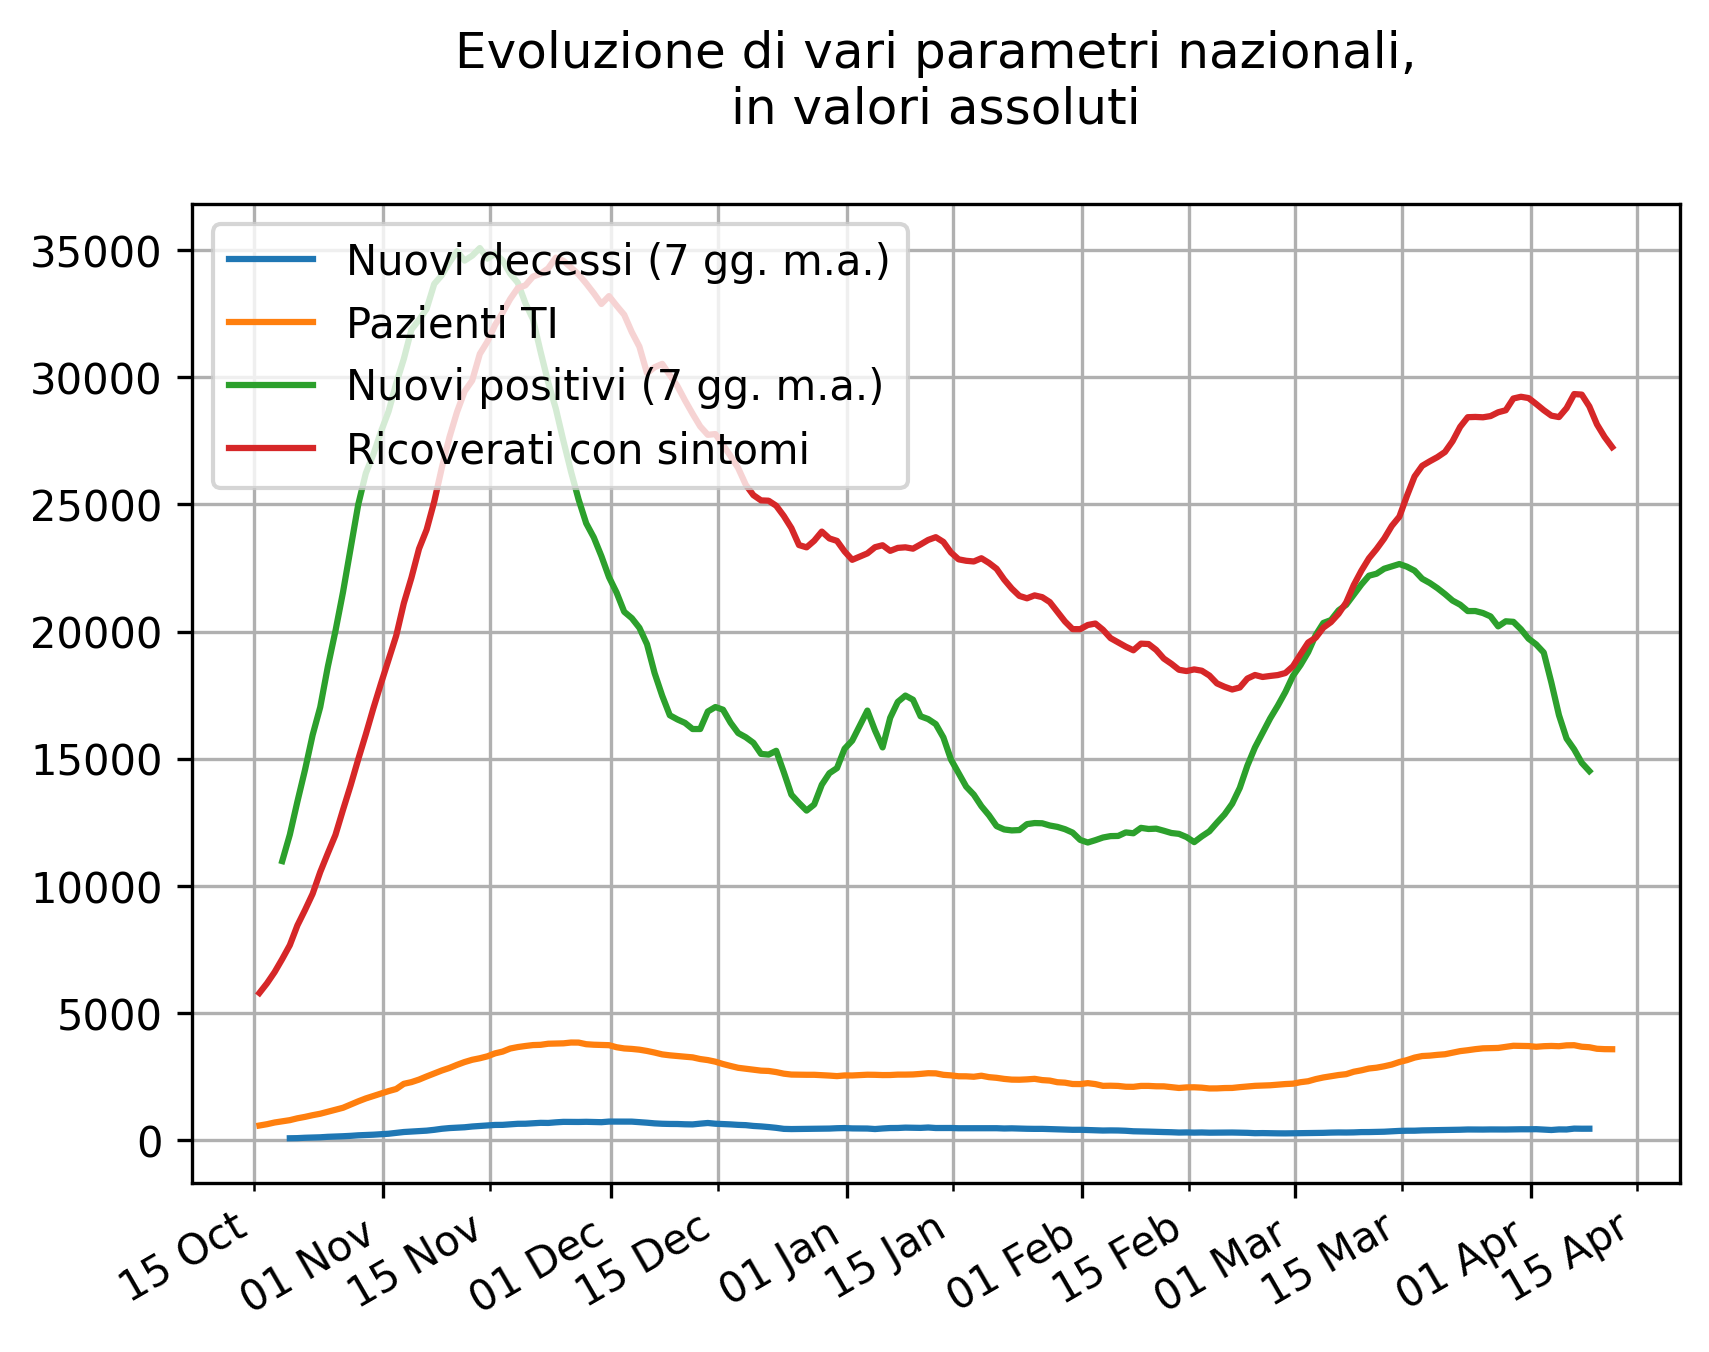 Evoluzione di vari parametri nazionali,
in valori assoluti
35000
30000
25000
20000
15000
10000
5000
0
Nuovi decessi (7 gg. m.a.)
Pazienti TI
Nuovi positivi (7 gg. m.a.)
Ricoverati con sintomi
15 Oct
01 Nov
15 Nov
01 Dec
15 Dec
01 Jan
15 Jan
01 Feb
15 Feb
01 Mar
15 Mar
01 Apr
15 Apr